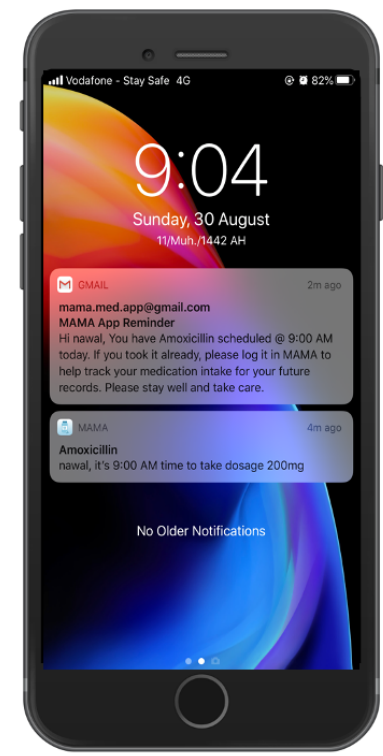 Vodafone - Stay Safe 4G 82%
9:04
Sunday, 30 August
11/Muh./1442 AH
GMAIL 2m ago
mama.med.app@gmail.com
MAMA App Reminder
Hi nawal, You have Amoxicillin scheduled @ 9:00 AM
today. If you took it already, please log it in MAMA to
help track your medication intake for your future
records. Please stay well and take care.
MAMA 4m ago
Amoxicillin
nawal, it's 9:00 AM time to take dosage 200mg
No Older Notifications